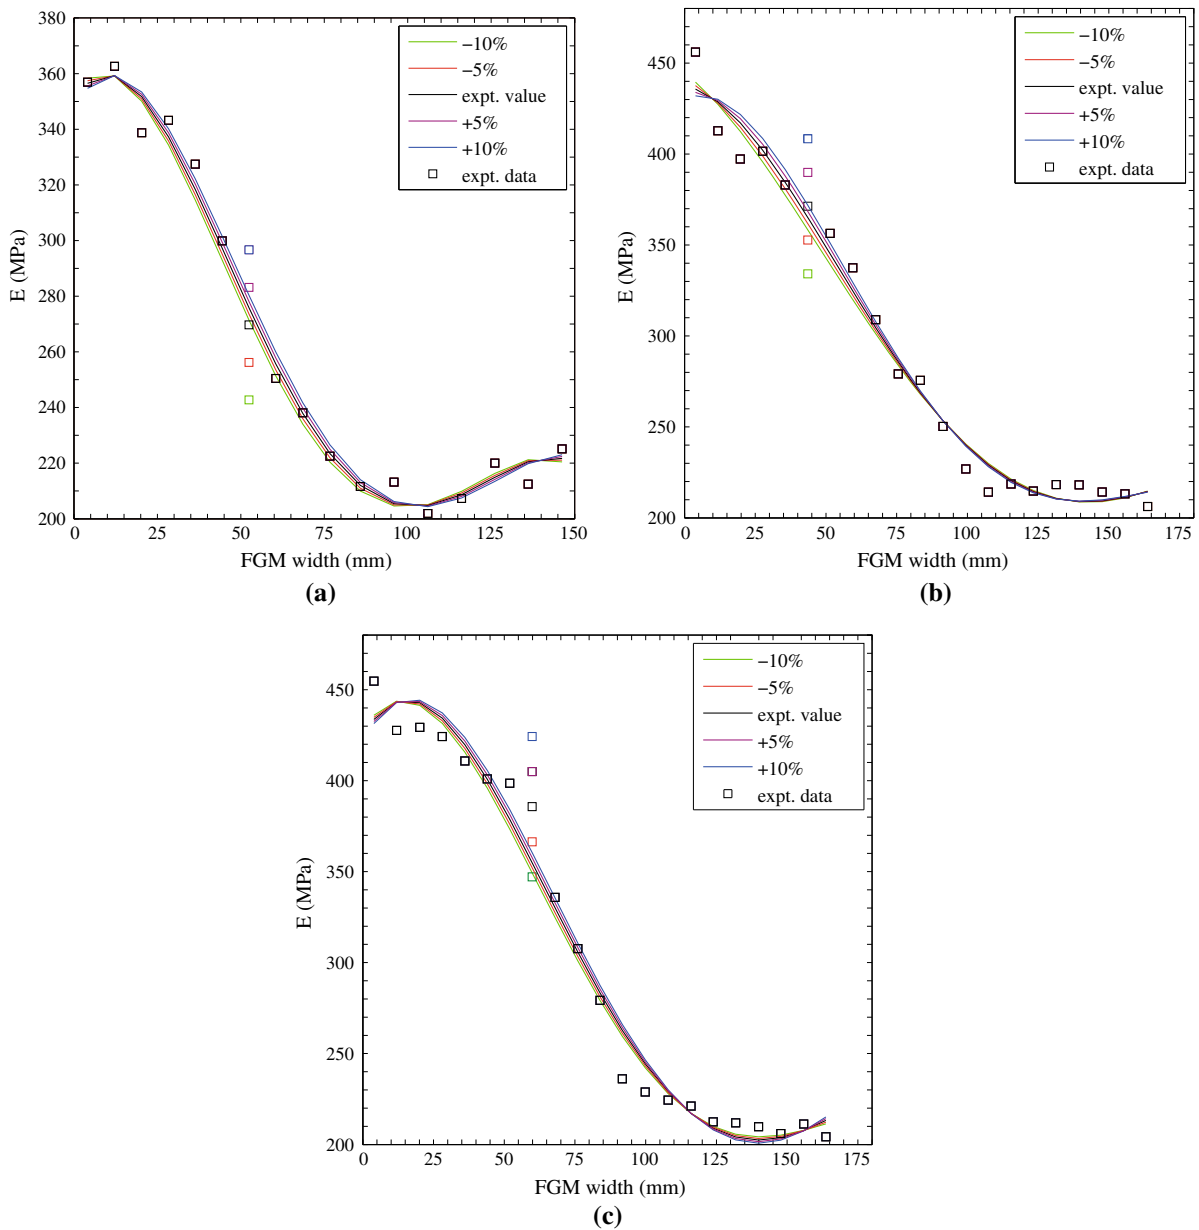 380
360
340
320
300
280
260
240
220
200
E (MPa)
0 25 50 75 100 125 150
FGM width (mm)
−10%
−5%
expt. value
+5%
+10%
expt. data
(a)
450
400
350
300
250
200
E (MPa)
0 25 50 75 100 125 150 175
FGM width (mm)
−10%
−5%
expt. value
+5%
+10%
expt. data
(b)
450
400
350
300
250
200
E (MPa)
0 25 50 75 100 125 150 175
FGM width (mm)
−10%
−5%
expt. value
+5%
+10%
expt. data
(c)